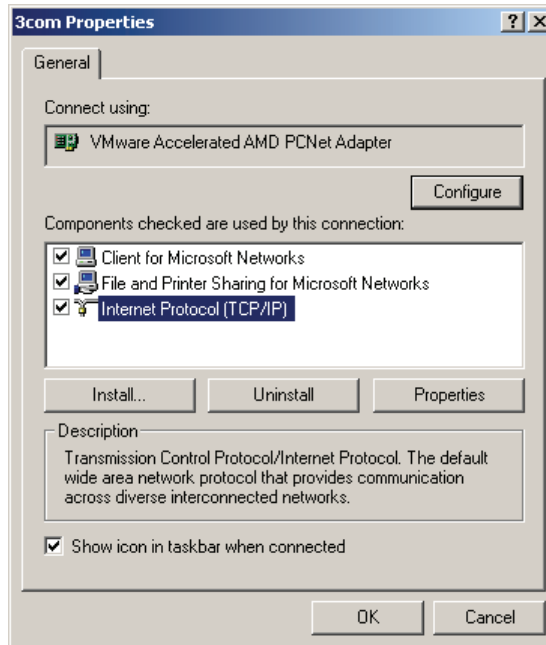 3com Properties
General
Connect using:
VMware Accelerated AMD PCNet Adapter
Configure
Components checked are used by this connection:
Client for Microsoft Networks
File and Printer Sharing for Microsoft Networks
Internet Protocol (TCP/IP)
Install... Uninstall Properties
Description
Transmission Control Protocol/Internet Protocol. The default
wide area network protocol that provides communication
across diverse interconnected networks.
Show icon in taskbar when connected
OK Cancel